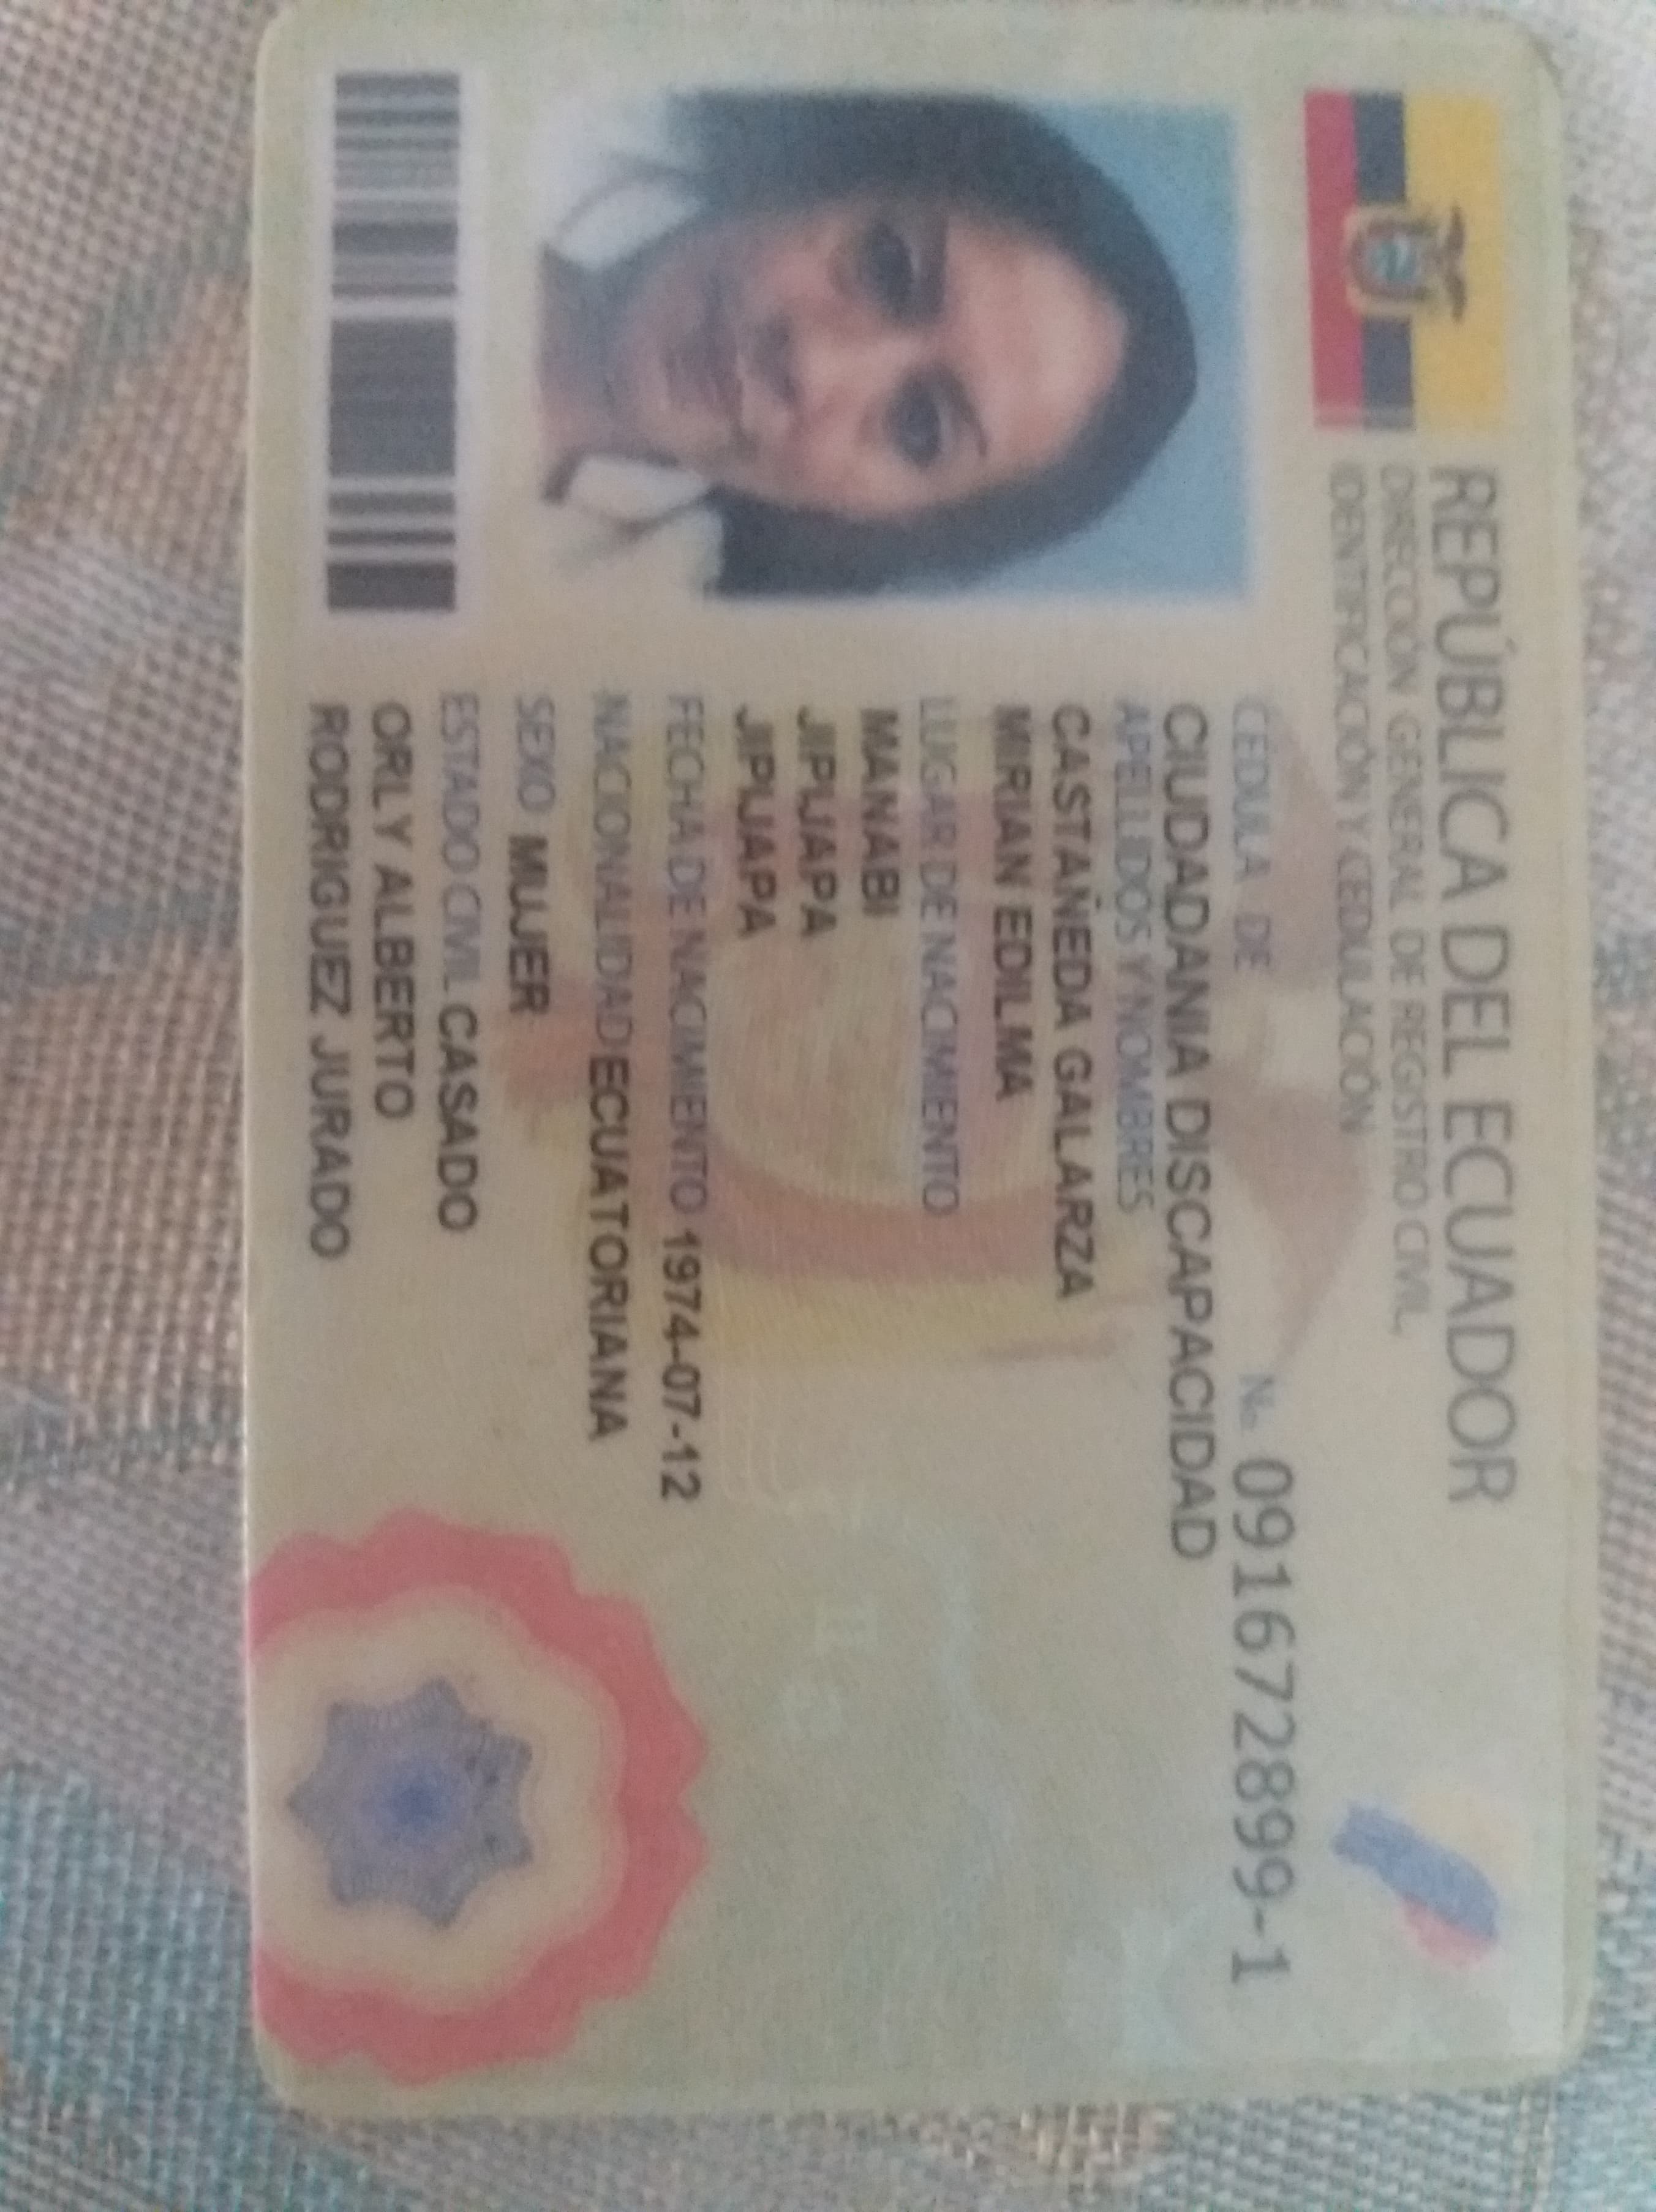 REPÚBLICA DEL ECUADOR
DIRECCIÓN GENERAL DE REGISTRO CIVIL,
IDENTIFICACIÓN Y CEDULACIÓN
CÉDULA DE No. 091672899-1
CIUDADANIA DISCAPACIDAD
APELLIDOS Y NOMBRES
CASTAÑEDA GALARZA
MIRIAN EDILMA
LUGAR DE NACIMIENTO
MANABI
JIPIJAPA
JIPIJAPA
FECHA DE NACIMIENTO 1974-07-12
NACIONALIDAD ECUATORIANA
SEXO MUJER
ESTADO CIVIL CASADO
ORLY ALBERTO
RODRIGUEZ JURADO